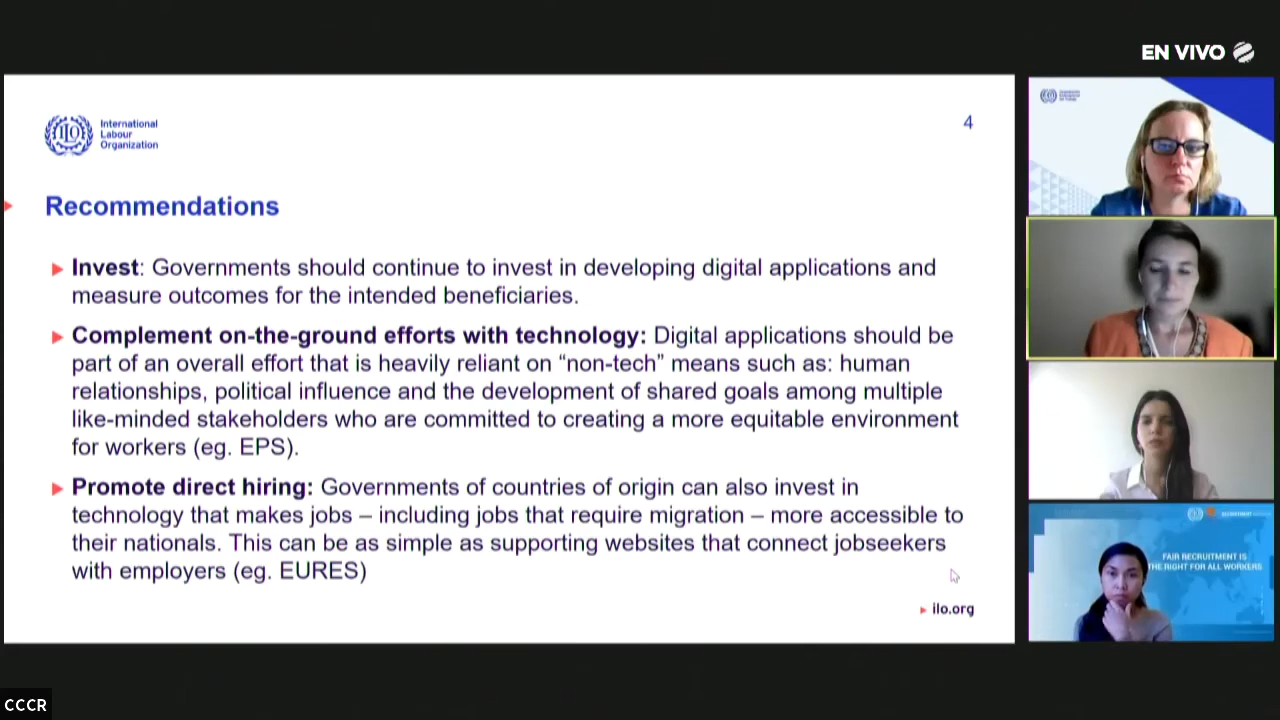 EN VIVO
International
Labour
Organization
4
Recommendations
Invest: Governments should continue to invest in developing digital applications and
measure outcomes for the intended beneficiaries.
Complement on-the-ground efforts with technology: Digital applications should be
part of an overall effort that is heavily reliant on “non-tech” means such as: human
relationships, political influence and the development of shared goals among multiple
like-minded stakeholders who are committed to creating a more equitable environment
for workers (eg. EPS).
Promote direct hiring: Governments of countries of origin can also invest in
technology that makes jobs – including jobs that require migration – more accessible to
their nationals. This can be as simple as supporting websites that connect jobseekers
with employers (eg. EURES)
ilo.org
RECRUITMENT
FAIR RECRUITMENT IS
THE RIGHT FOR ALL WORKERS
CCCR